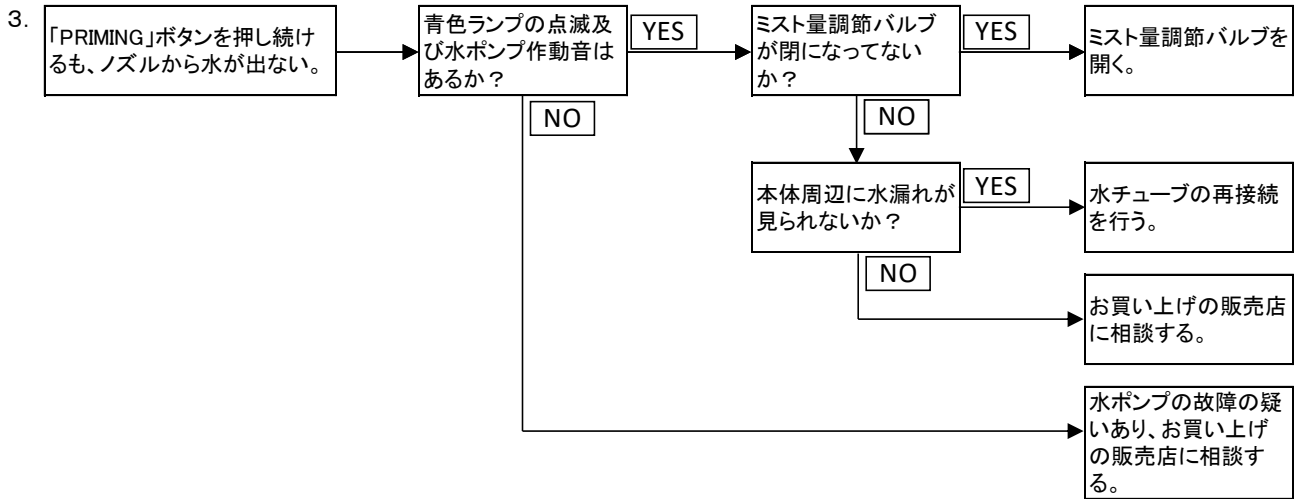 3.
「PRIMING」ボタンを押し続け
るも、ノズルから水が出ない。
青色ランプの点滅及
び水ポンプ作動音は
あるか？
YES
ミスト量調節バルブ
が閉になってない
か？
YES
ミスト量調節バルブを
開く。
NO
NO
本体周辺に水漏れが
見られないか？
YES
水チューブの再接続
を行う。
NO
お買い上げの販売店
に相談する。
水ポンプの故障の疑
いあり、お買い上げ
の販売店に相談す
る。